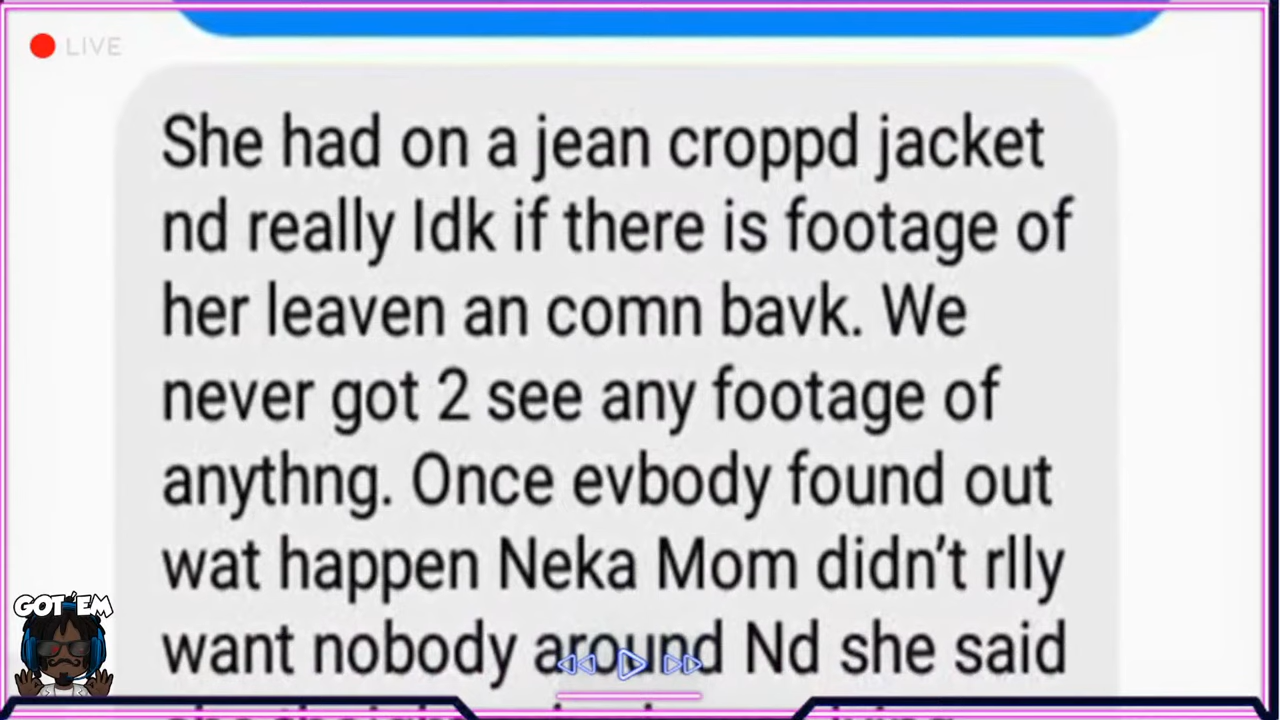 LIVE
She had on a jean croppd jacket
nd really Idk if there is footage of
her leaven an comn bavk. We
never got 2 see any footage of
anythng. Once evbody found out
wat happen Neka Mom didn't rlly
want nobody around Nd she said
GOT 'EM